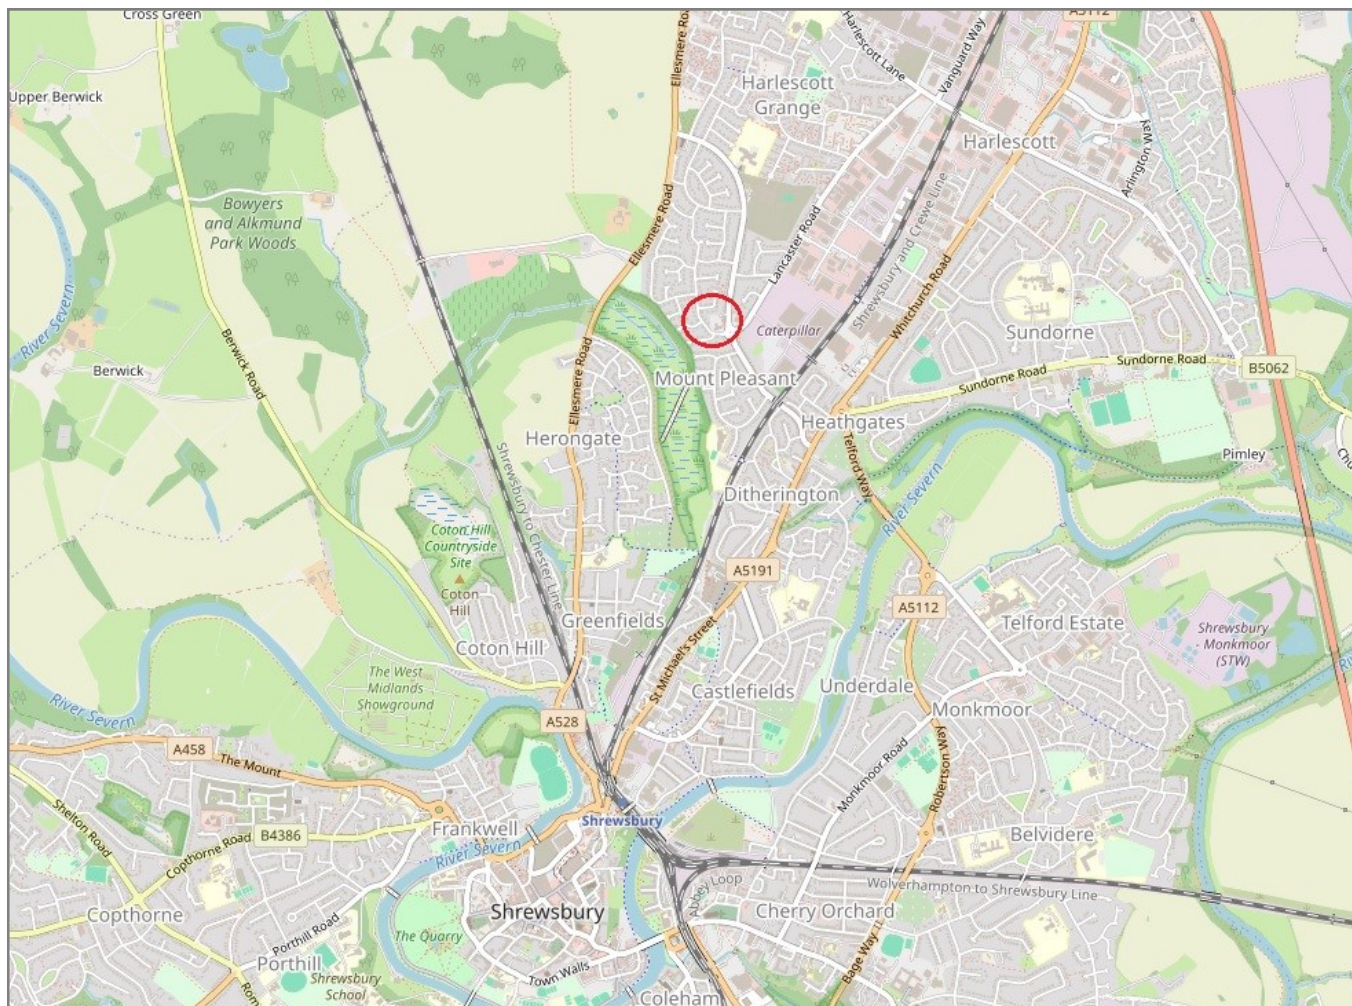 Cross Green
Ellesmere Road
A5112
Harlescott Lane
Vanguard Way
Upper Berwick
Harlescott
Grange
Harlescott
Arlington Way
Bowyers
and Alkmund
Park Woods
Ellesmere Road
Lancaster Road
Shrewsbury and Crewe Line
Whitchurch Road
River Severn
Caterpillar
Sundorne
Berwick Road
Berwick
Ellesmere Road
Mount Pleasant
Sundorne Road
Sundorne Road
B5062
Herongate
Heathgates
Telford Way
Pimley
Shrewsbury to Chester Line
Ditherington
River Severn
Coton Hill
Countryside
Site
Coton
Hill
A5191
A5112
Greenfields
Telford Estate
Shrewsbury
Monkmoor
(STW)
Coton Hill
St Michael's Street
The West
Midlands
Showground
Castlefields
Underdale
Monkmoor
River Severn
A528
A458
The Mount
Monkmoor Road
Robertson Way
Shelton Road
Copthorne Road
B4386
Frankwell
Shrewsbury
Belvidere
River Severn
Abbey Loop
Wolverhampton to Shrewsbury Line
Copthorne
Shrewsbury
Cherry Orchard
Porthill Road
The Quarry
Bage Way
Porthill
Shrewsbury
School
Town Walls
Coleham